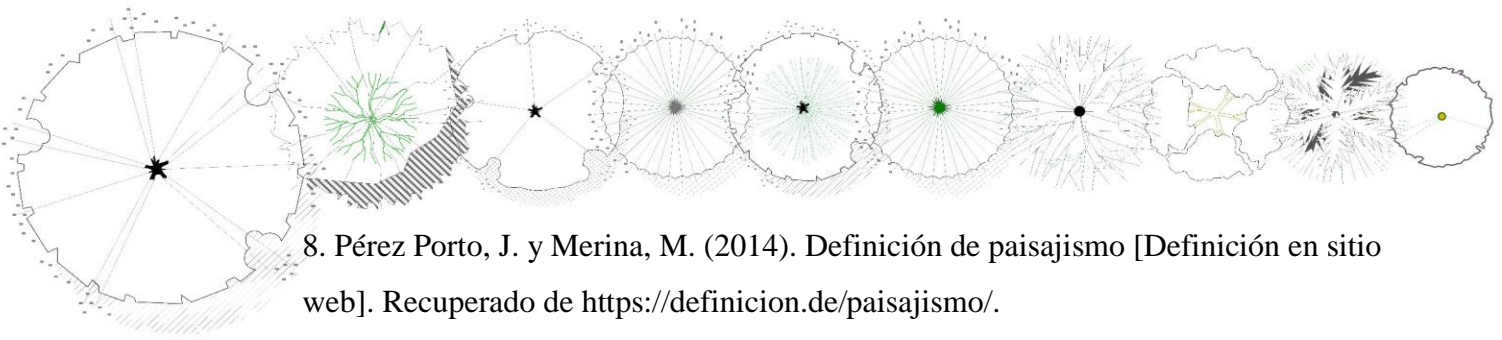 8. Pérez Porto, J. y Merina, M. (2014). Definición de paisajismo [Definición en sitio
web]. Recuperado de https://definicion.de/paisajismo/.